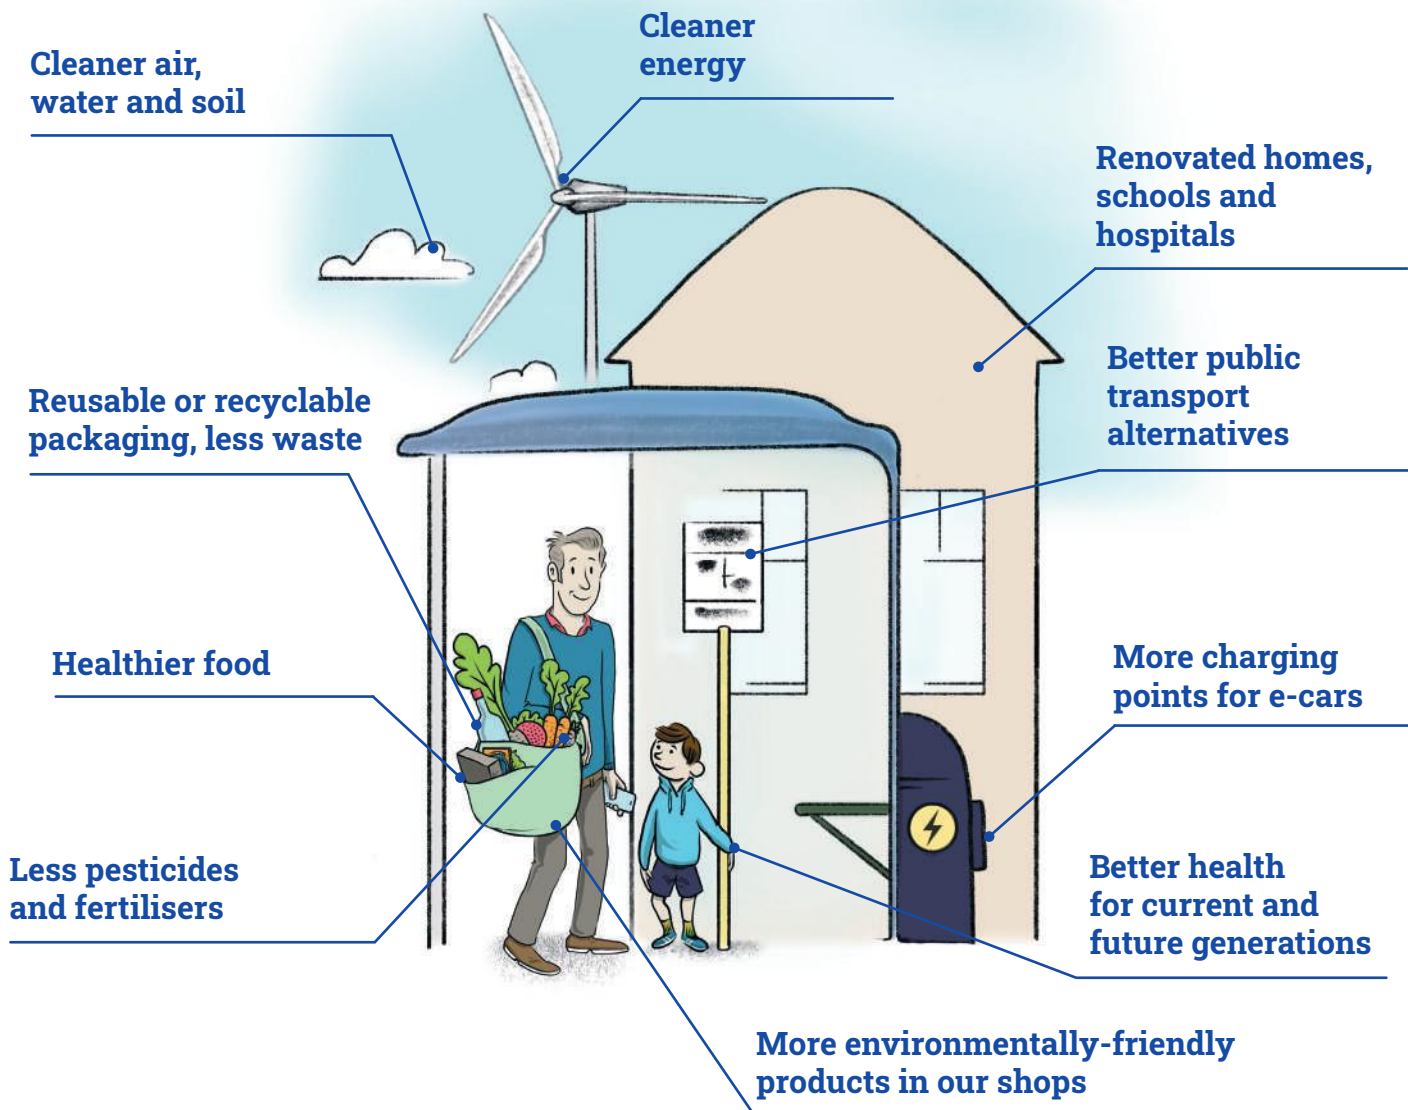 Cleaner
energy
Cleaner air,
water and soil
Renovated homes,
schools and
hospitals
Better public
transport
alternatives
Reusable or recyclable
packaging, less waste
Healthier food
More charging
points for e-cars
Less pesticides
and fertilisers
Better health
for current and
future generations
More environmentally-friendly
products in our shops